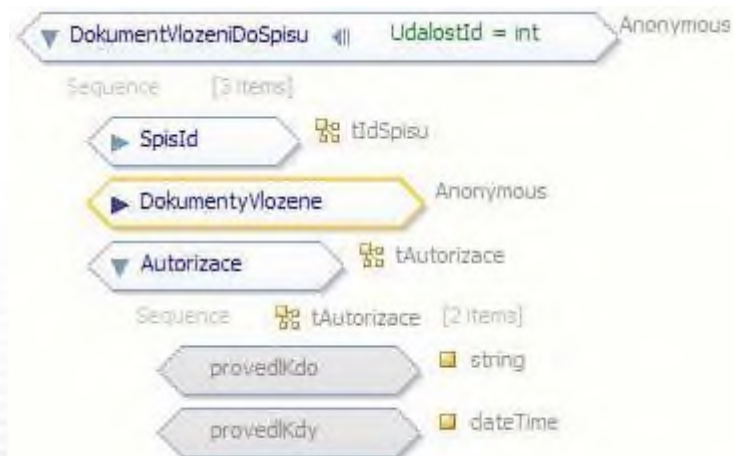 DokumentVlozeniDoSpisu UdalostId = int Anonymous
Sequence [3 items]
SpisId tIdSpisu
DokumentyVlozene Anonymous
Autorizace tAutorizace
Sequence tAutorizace [2 items]
provedlKdo string
provedlKdy dateTime